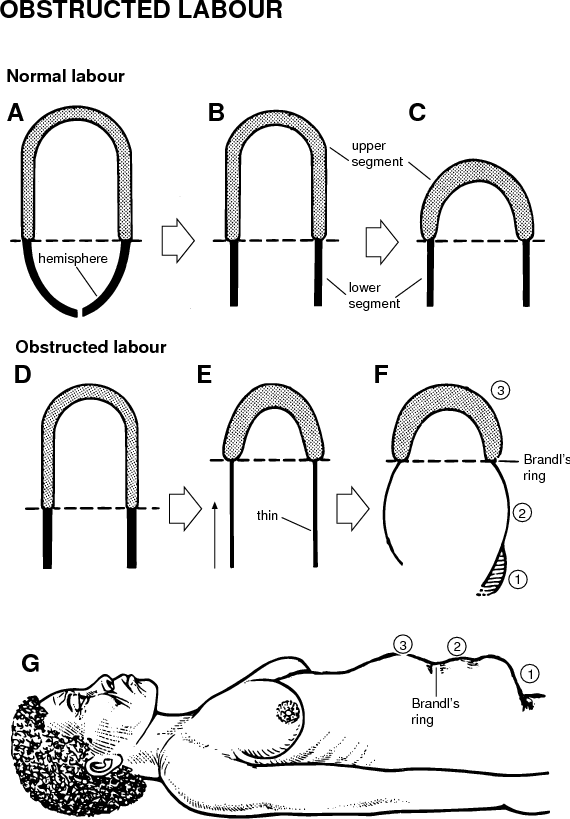 OBSTRUCTED LABOUR
Normal labour
A
B
C
upper
segment
hemisphere
lower
segment
Obstructed labour
D
E
F
3
Brandl's
ring
2
thin
1
G
3
2
1
Brandl's
ring